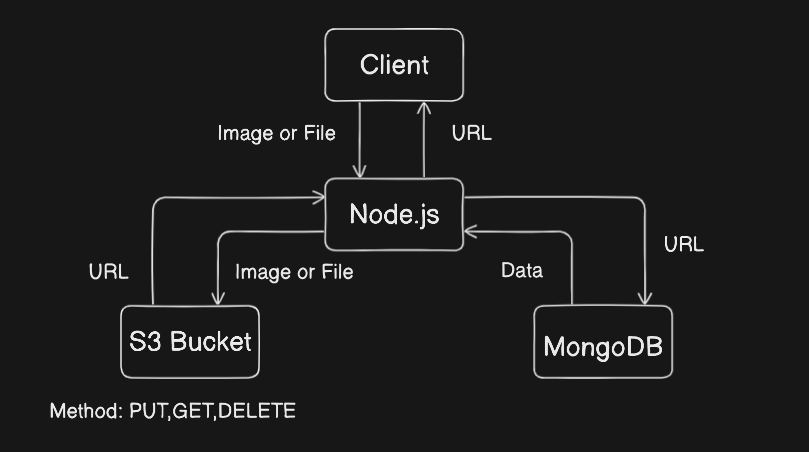 Client
Image or File
URL
Node.js
URL
Image or File
Data
URL
S3 Bucket
MongoDB
Method: PUT,GET,DELETE